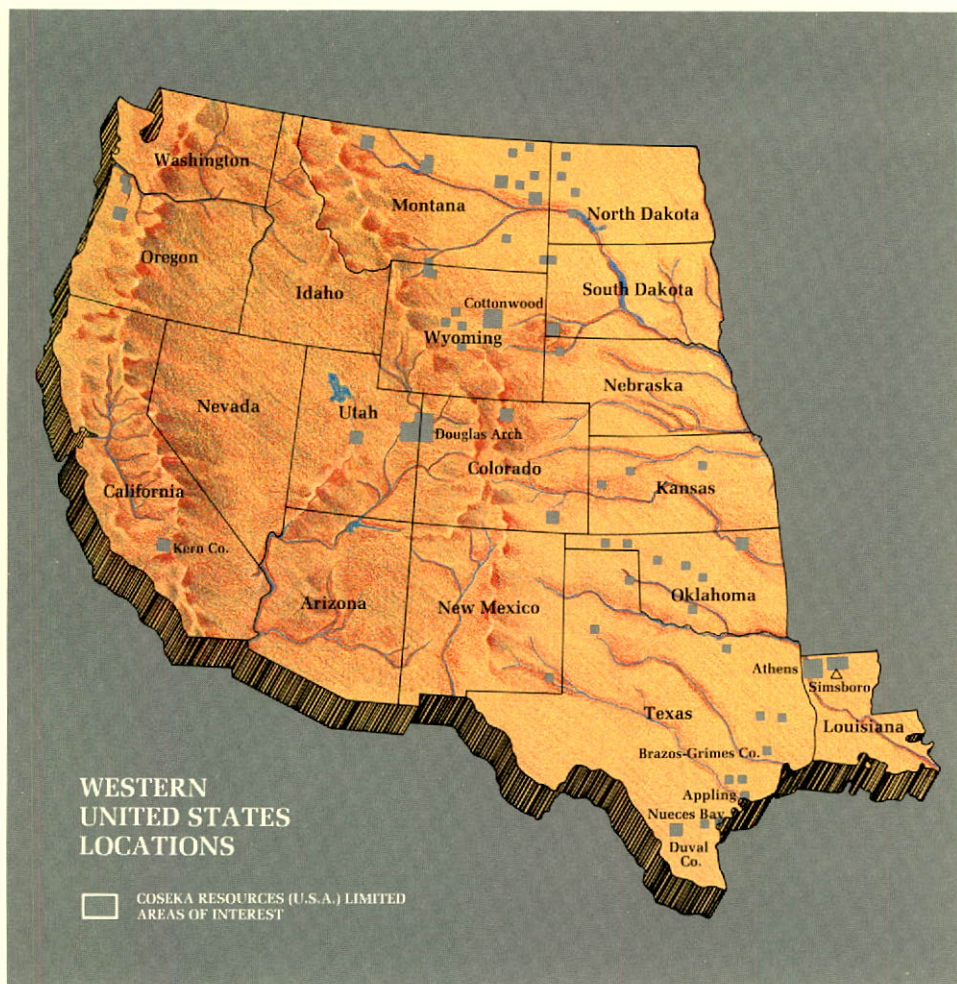 Washington
Montana
North Dakota
Oregon
Idaho
South Dakota
Cottonwood
Wyoming
Nebraska
Nevada
Utah
Douglas Arch
Colorado
Kansas
California
Kern Co.
Arizona
New Mexico
Oklahoma
Athens
Simsboro
Texas
Louisiana
Brazos-Grimes Co.
Appling
Nueces Bay
Duval
Co.
WESTERN
UNITED STATES
LOCATIONS
COSEKA RESOURCES (U.S.A.) LIMITED
AREAS OF INTEREST